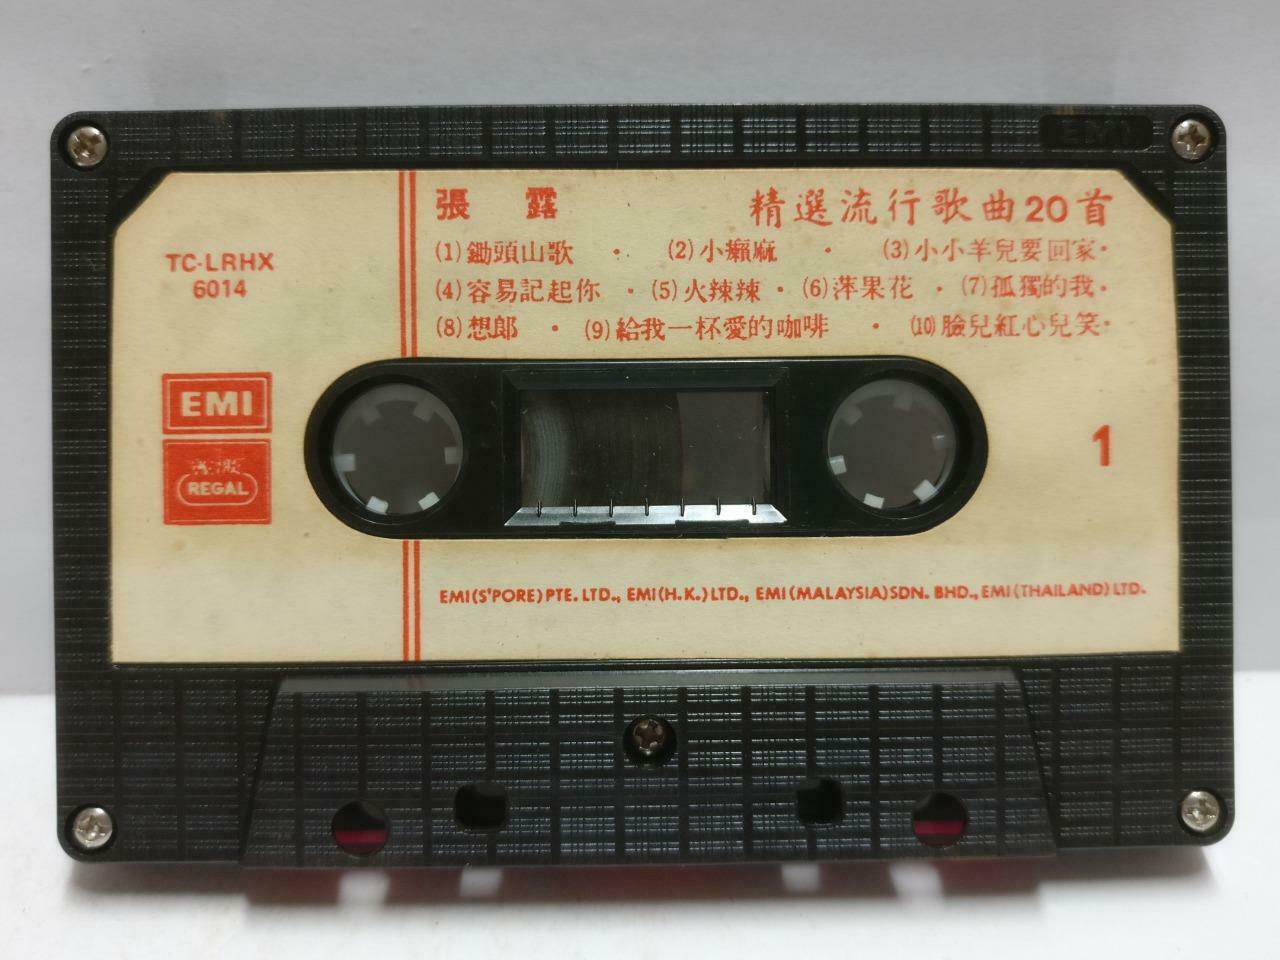 EMI
張 露 精選流行歌曲20首
TC-LRHX
6014
(1)鋤頭山歌 · (2)小癩麻 · (3)小小羊兒要回家·
(4)容易記起你 · (5)火辣辣 · (6)萍果花 · (7)孤獨的我·
(8)想郎 · (9)給我一杯愛的咖啡 · (10)臉兒紅心兒笑·
EMI
REGAL
1
EMI(S'PORE)PTE. LTD., EMI(H.K.)LTD., EMI(MALAYSIA)SDN. BHD., EMI(THAILAND)LTD.